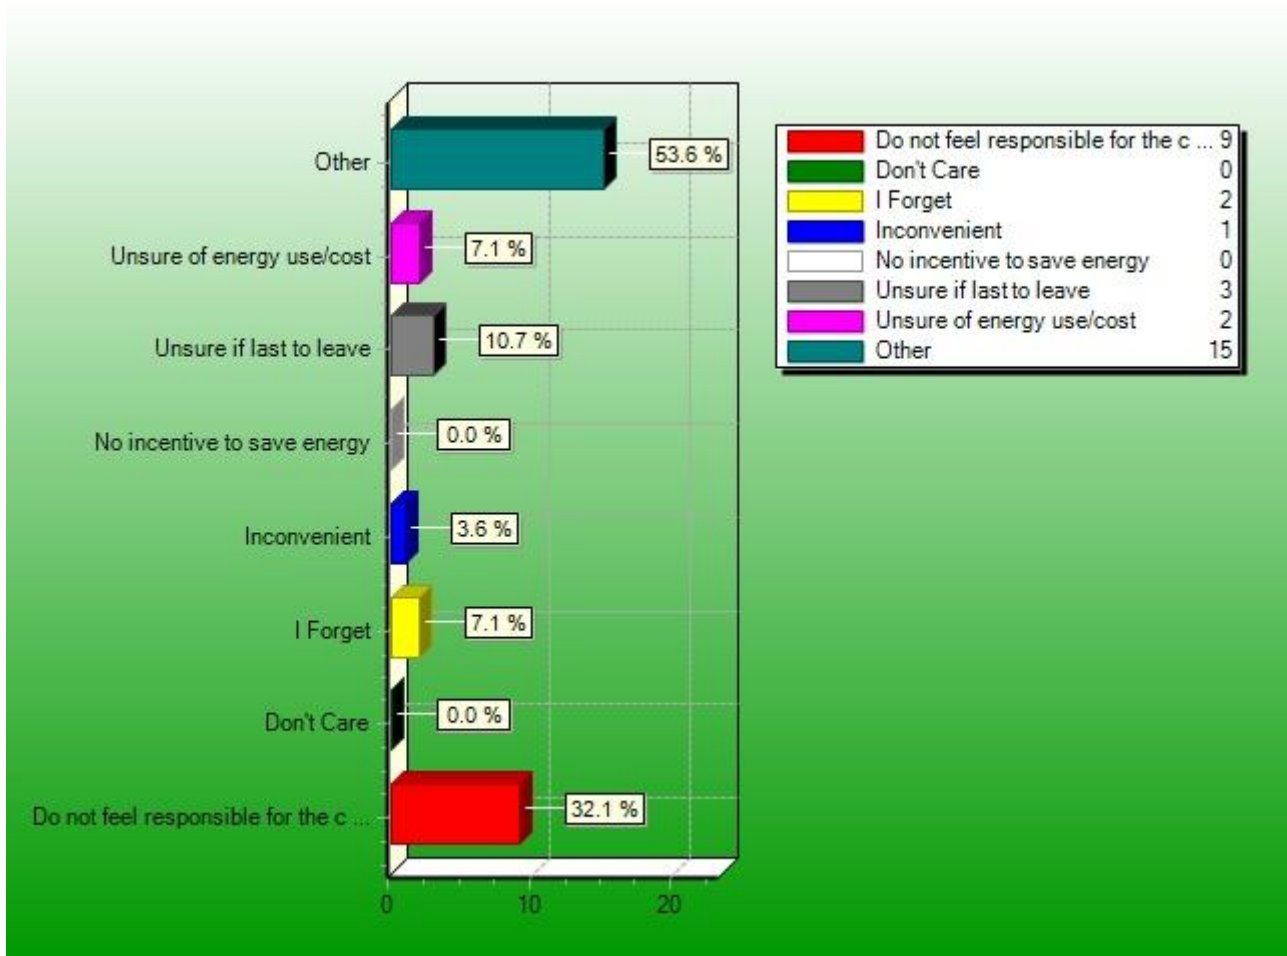 Other 53.6 %
Unsure of energy use/cost 7.1 %
Unsure if last to leave 10.7 %
No incentive to save energy 0.0 %
Inconvenient 3.6 %
I Forget 7.1 %
Don't Care 0.0 %
Do not feel responsible for the c ... 32.1 %
0 10 20
Do not feel responsible for the c ... 9
Don't Care 0
I Forget 2
Inconvenient 1
No incentive to save energy 0
Unsure if last to leave 3
Unsure of energy use/cost 2
Other 15